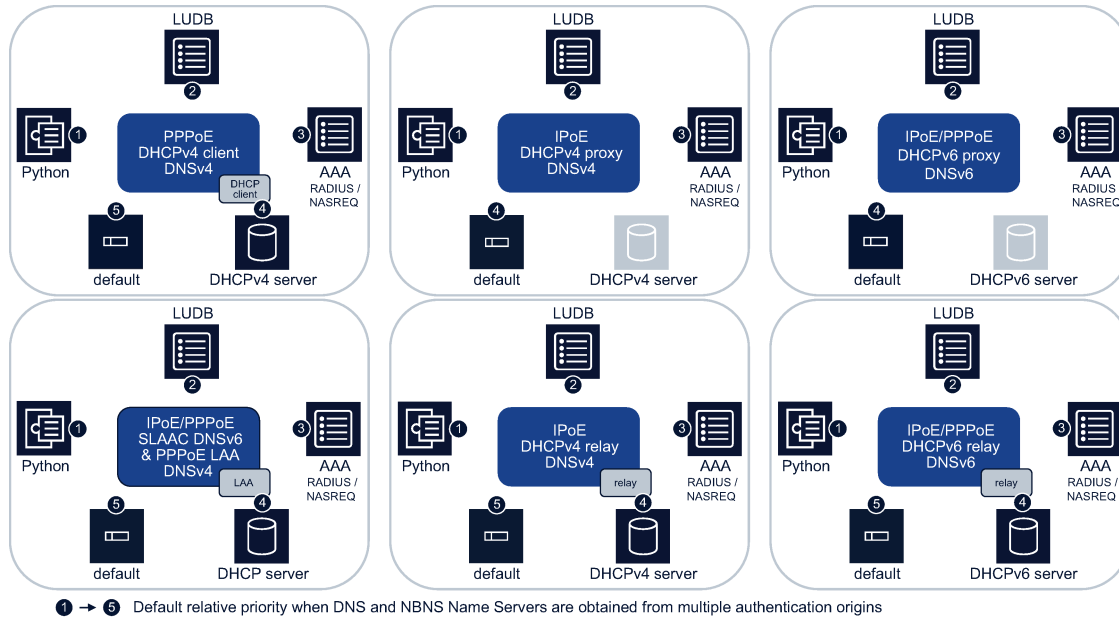 LUDB
2
1
Python
PPPoE
DHCPv4 client
DNSv4
DHCP
client
3
AAA
RADIUS /
NASREQ
5
default
4
DHCPv4 server
LUDB
2
1
Python
IPoE
DHCPv4 proxy
DNSv4
3
AAA
RADIUS /
NASREQ
4
default
DHCPv4 server
LUDB
2
1
Python
IPoE/PPPoE
DHCPv6 proxy
DNSv6
3
AAA
RADIUS
NASREQ
4
default
DHCPv6 server
LUDB
2
1
Python
IPoE/PPPoE
SLAAC DNSv6
& PPPoE LAA
DNSv4
LAA
3
AAA
RADIUS /
NASREQ
5
default
4
DHCP server
LUDB
2
1
Python
IPoE
DHCPv4 relay
DNSv4
relay
3
AAA
RADIUS /
NASREQ
5
default
4
DHCPv4 server
LUDB
2
1
Python
IPoE/PPPoE
DHCPv6 relay
DNSv6
relay
3
AAA
RADIUS /
NASREQ
5
default
4
DHCPv6 server
1 → 5 Default relative priority when DNS and NBNS Name Servers are obtained from multiple authentication origins